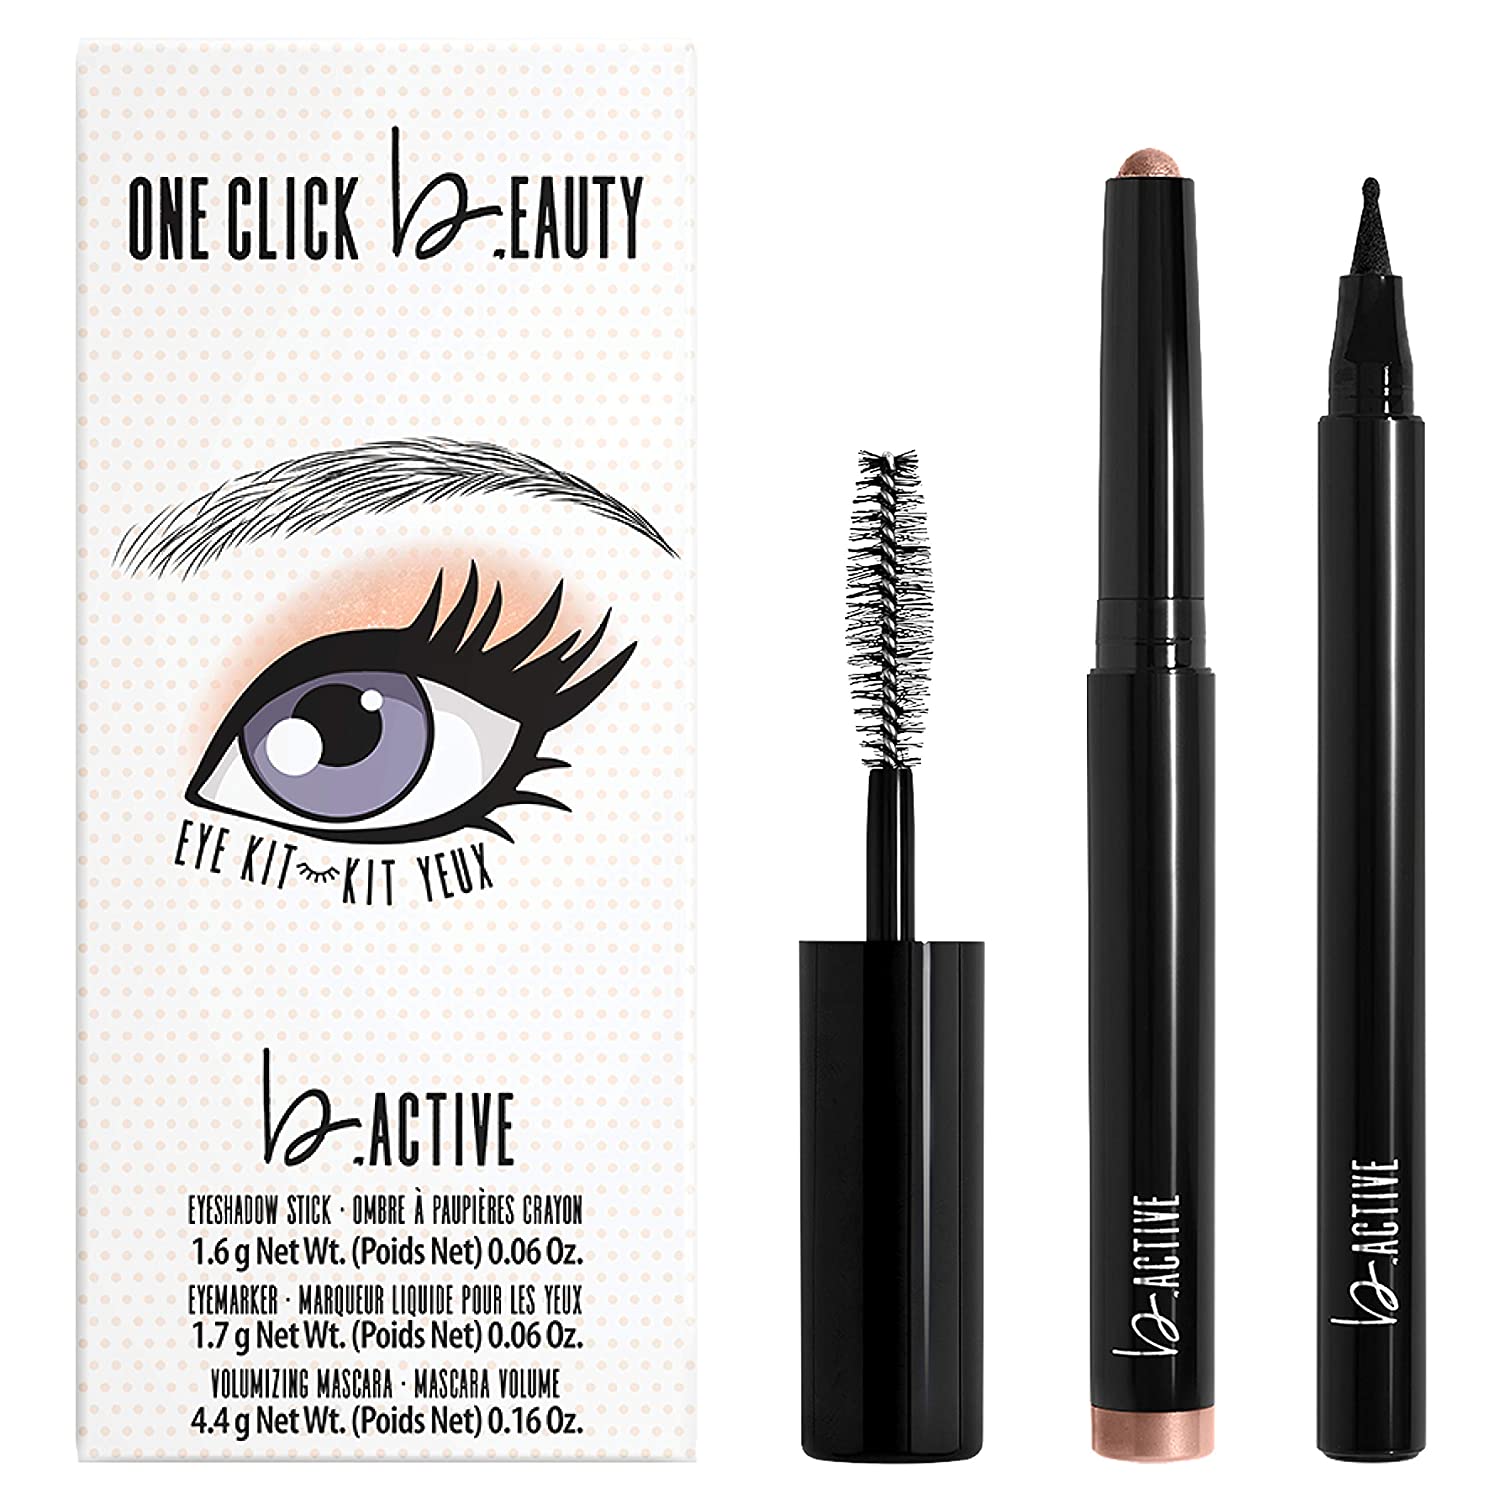 ONE CLICK b.EAUTY
EYE KIT KIT YEUX
b.ACTIVE
EYESHADOW STICK · OMBRE À PAUPIÈRES CRAYON
1.6 g Net Wt. (Poids Net) 0.06 Oz.
EYEMARKER · MARQUEUR LIQUIDE POUR LES YEUX
1.7 g Net Wt. (Poids Net) 0.06 Oz.
VOLUMIZING MASCARA · MASCARA VOLUME
4.4 g Net Wt. (Poids Net) 0.16 Oz.
b.ACTIVE
b.ACTIVE